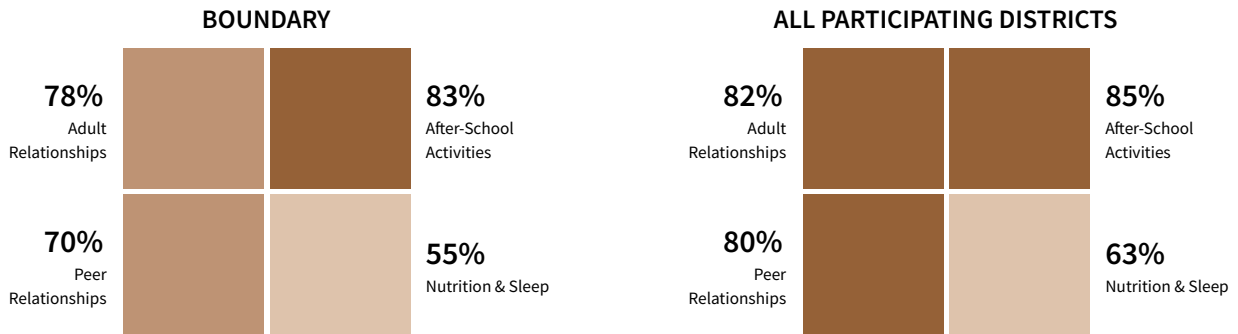 BOUNDARY
78%
Adult
Relationships
83%
After-School
Activities
70%
Peer
Relationships
55%
Nutrition & Sleep
ALL PARTICIPATING DISTRICTS
82%
Adult
Relationships
85%
After-School
Activities
80%
Peer
Relationships
63%
Nutrition & Sleep